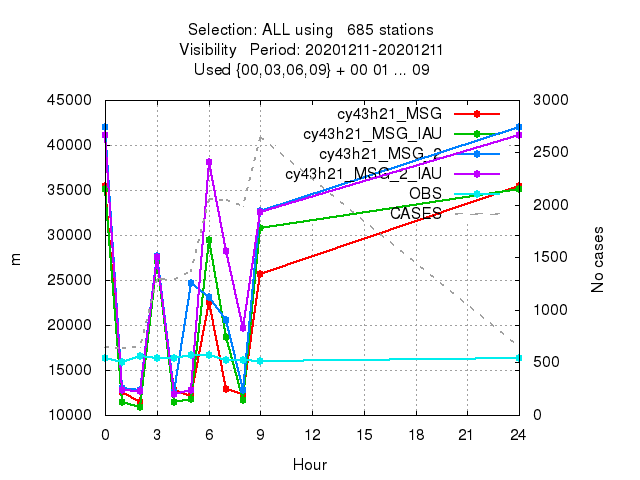 Selection: ALL using   685 stations
Visibility   Period: 20201211-20201211
Used {00,03,06,09} + 00 01 ... 09
45000
40000
35000
30000
25000
20000
15000
10000
m
3000
2500
2000
1500
1000
500
0
No cases
cy43h21_MSG
cy43h21_MSG_IAU
cy43h21_MSG_2
cy43h21_MSG_2_IAU
OBS
CASES
0 3 6 9 12 15 18 21 24
Hour